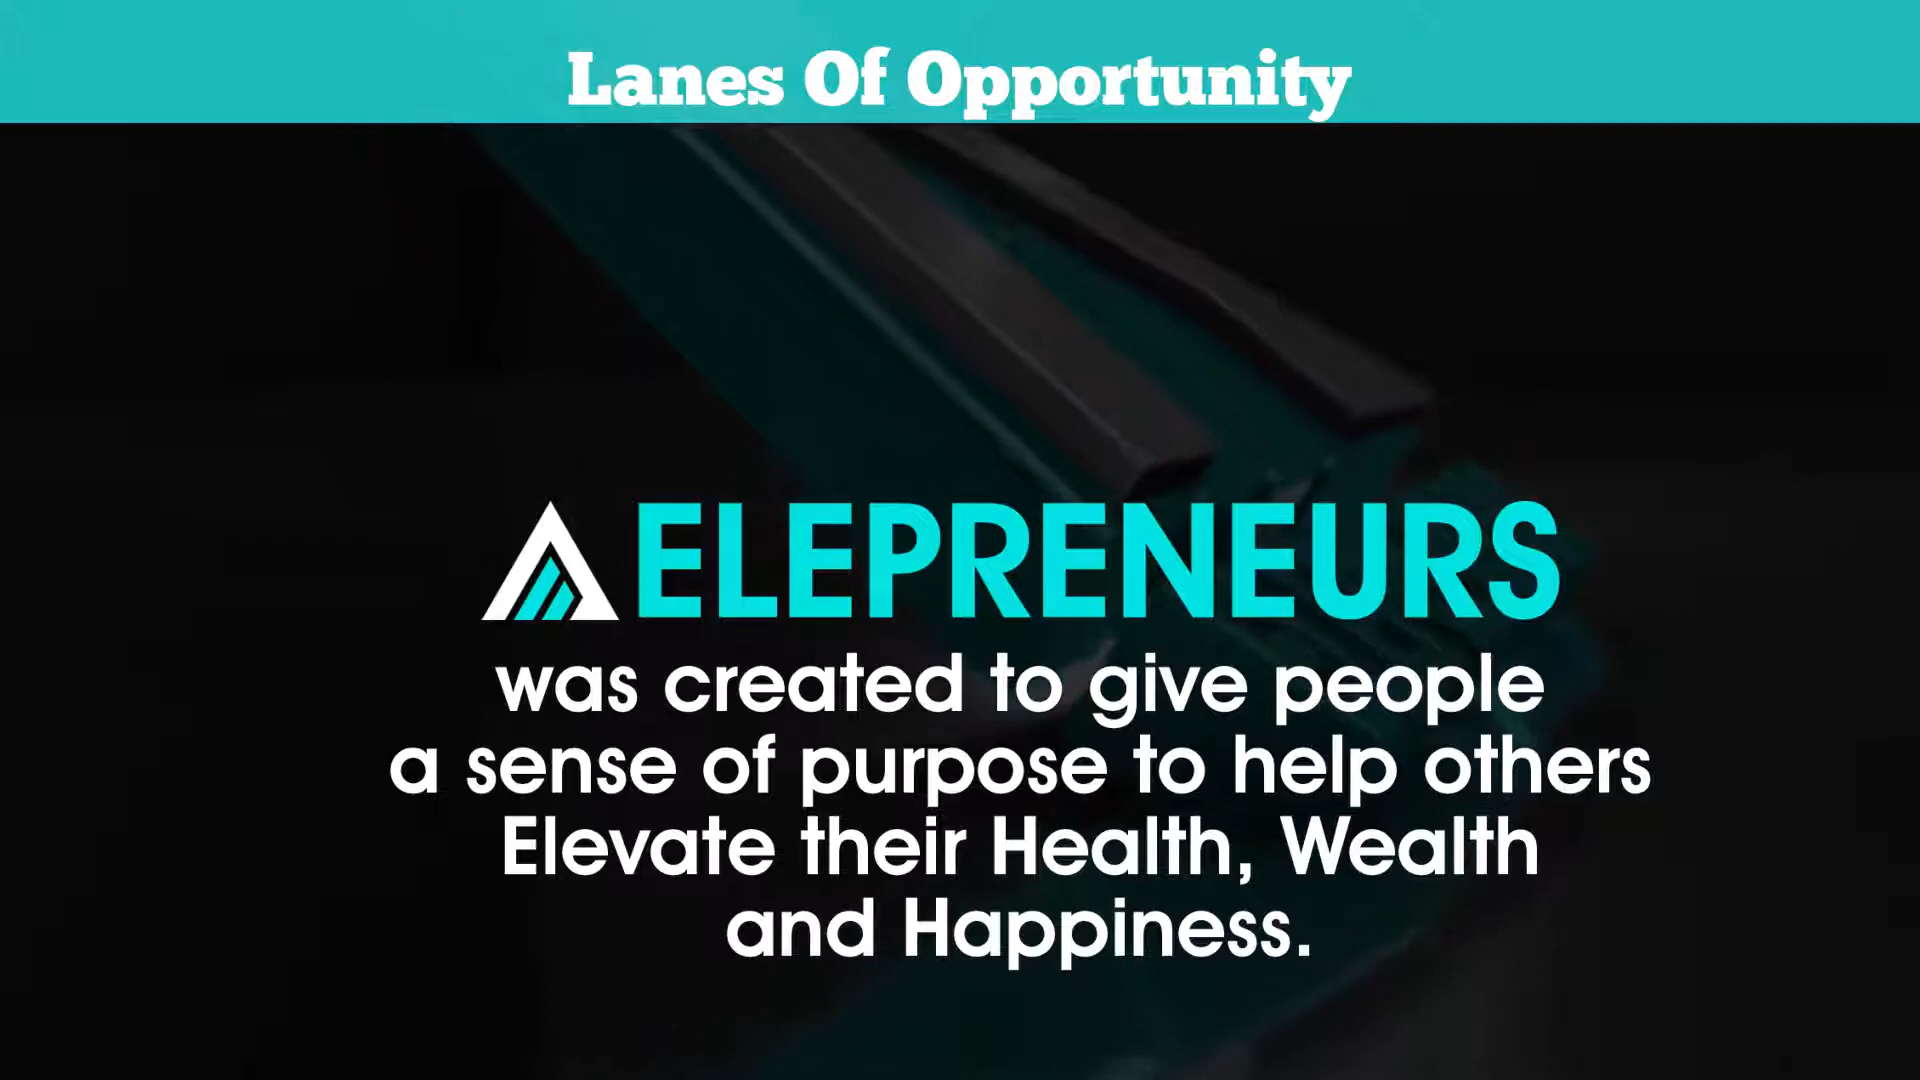 Lanes Of Opportunity
ELEPRENEURS
was created to give people
a sense of purpose to help others
Elevate their Health, Wealth
and Happiness.